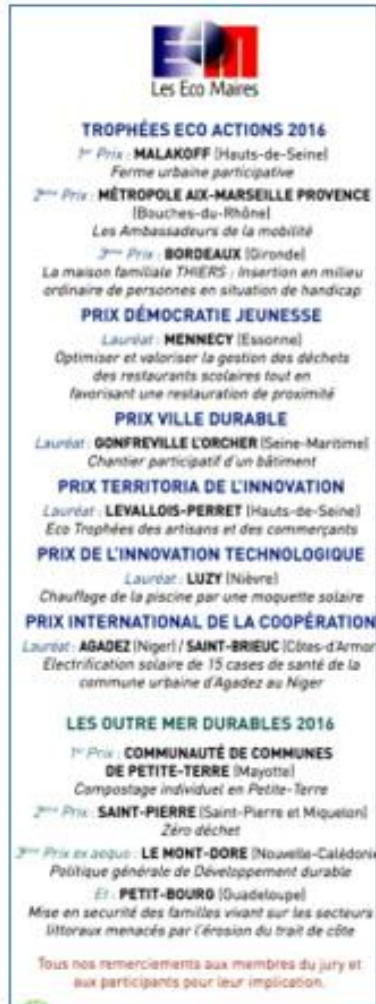 EM
Les Eco Maires
TROPHÉES ECO ACTIONS 2016
1er Prix : MALAKOFF (Hauts-de-Seine)
Ferme urbaine participative
2ème Prix : MÉTROPOLE AIX-MARSEILLE PROVENCE
(Bouches-du-Rhône)
Les Ambassadeurs de la mobilité
3ème Prix : BORDEAUX (Gironde)
La maison familiale THIERS : Insertion en milieu
ordinaire de personnes en situation de handicap
PRIX DÉMOCRATIE JEUNESSE
Lauréat : MENNECY (Essonne)
Optimiser et valoriser la gestion des déchets
des restaurants scolaires tout en
favorisant une restauration de proximité
PRIX VILLE DURABLE
Lauréat : GONFREVILLE L'ORCHER (Seine-Maritime)
Chantier participatif d'un bâtiment
PRIX TERRITORIA DE L'INNOVATION
Lauréat : LEVALLOIS-PERRET (Hauts-de-Seine)
Eco Trophées des artisans et des commerçants
PRIX DE L'INNOVATION TECHNOLOGIQUE
Lauréat : LUZY (Nièvre)
Chauffage de la piscine par une moquette solaire
PRIX INTERNATIONAL DE LA COOPÉRATION
Lauréat : AGADEZ (Niger) / SAINT-BRIEUC (Côtes-d'Armor
Electrification solaire de 15 cases de santé de la
commune urbaine d'Agadez au Niger
LES OUTRE MER DURABLES 2016
1er Prix : COMMUNAUTÉ DE COMMUNES
DE PETITE-TERRE (Mayotte)
Compostage individuel en Petite-Terre
2ème Prix : SAINT-PIERRE (Saint-Pierre et Miquelon)
Zéro déchet
3ème Prix ex aequo : LE MONT-DORE (Nouvelle-Calédonie
Politique générale de Développement durable
Et : PETIT-BOURG (Guadeloupe)
Mise en securité des familles vivant sur les secteurs
littoraux menacés par l'érosion du trait de côte
Tous nos remerciements aux membres du jury et
aux participants pour leur implication.